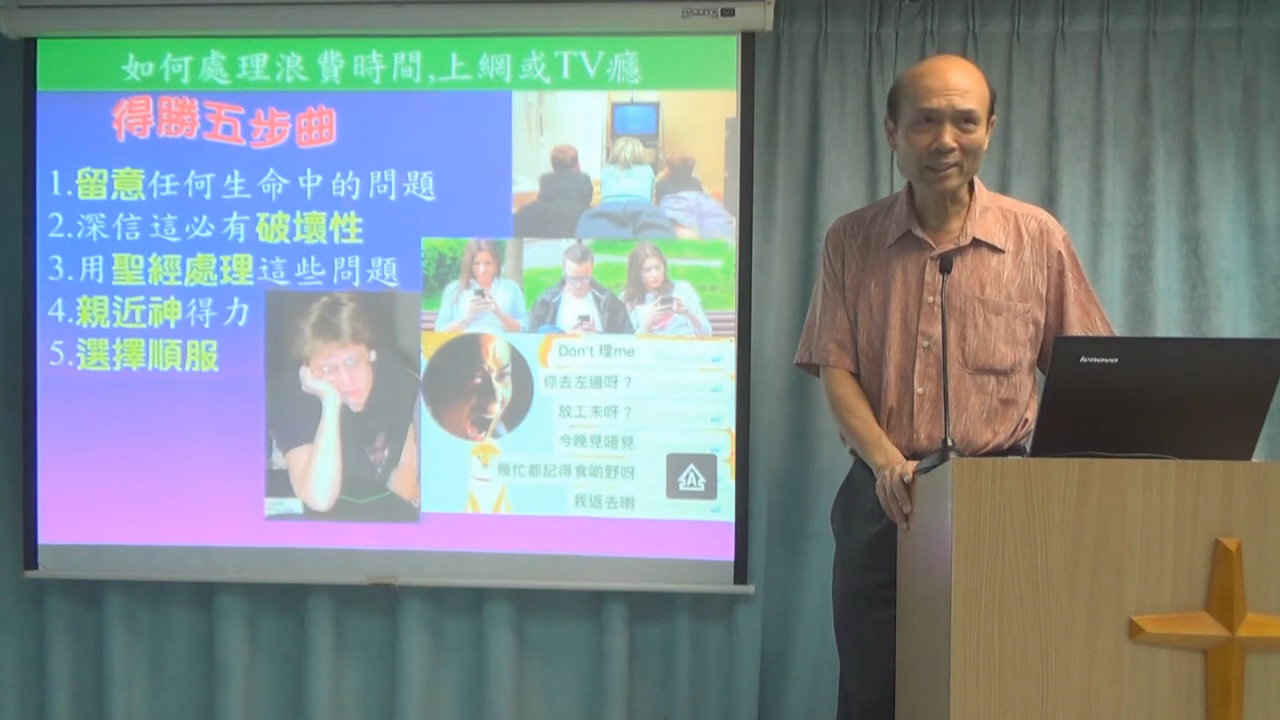 如何處理浪費時間,上網或TV癮
得勝五步曲
1.留意任何生命中的問題
2.深信這必有破壞性
3.用聖經處理這些問題
4.親近神得力
5.選擇順服
Don't 理me
你去左邊呀？
放工未呀？
今晚見唔見
幾忙都記得食啲野呀
我返去喇
A
lenovo